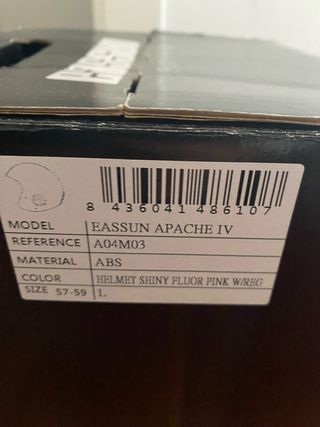 8 436041 486107
MODEL EASSUN APACHE IV
REFERENCE A04M03
MATERIAL ABS
COLOR HELMET SHINY FLUOR PINK W/REG
SIZE 57-59 L